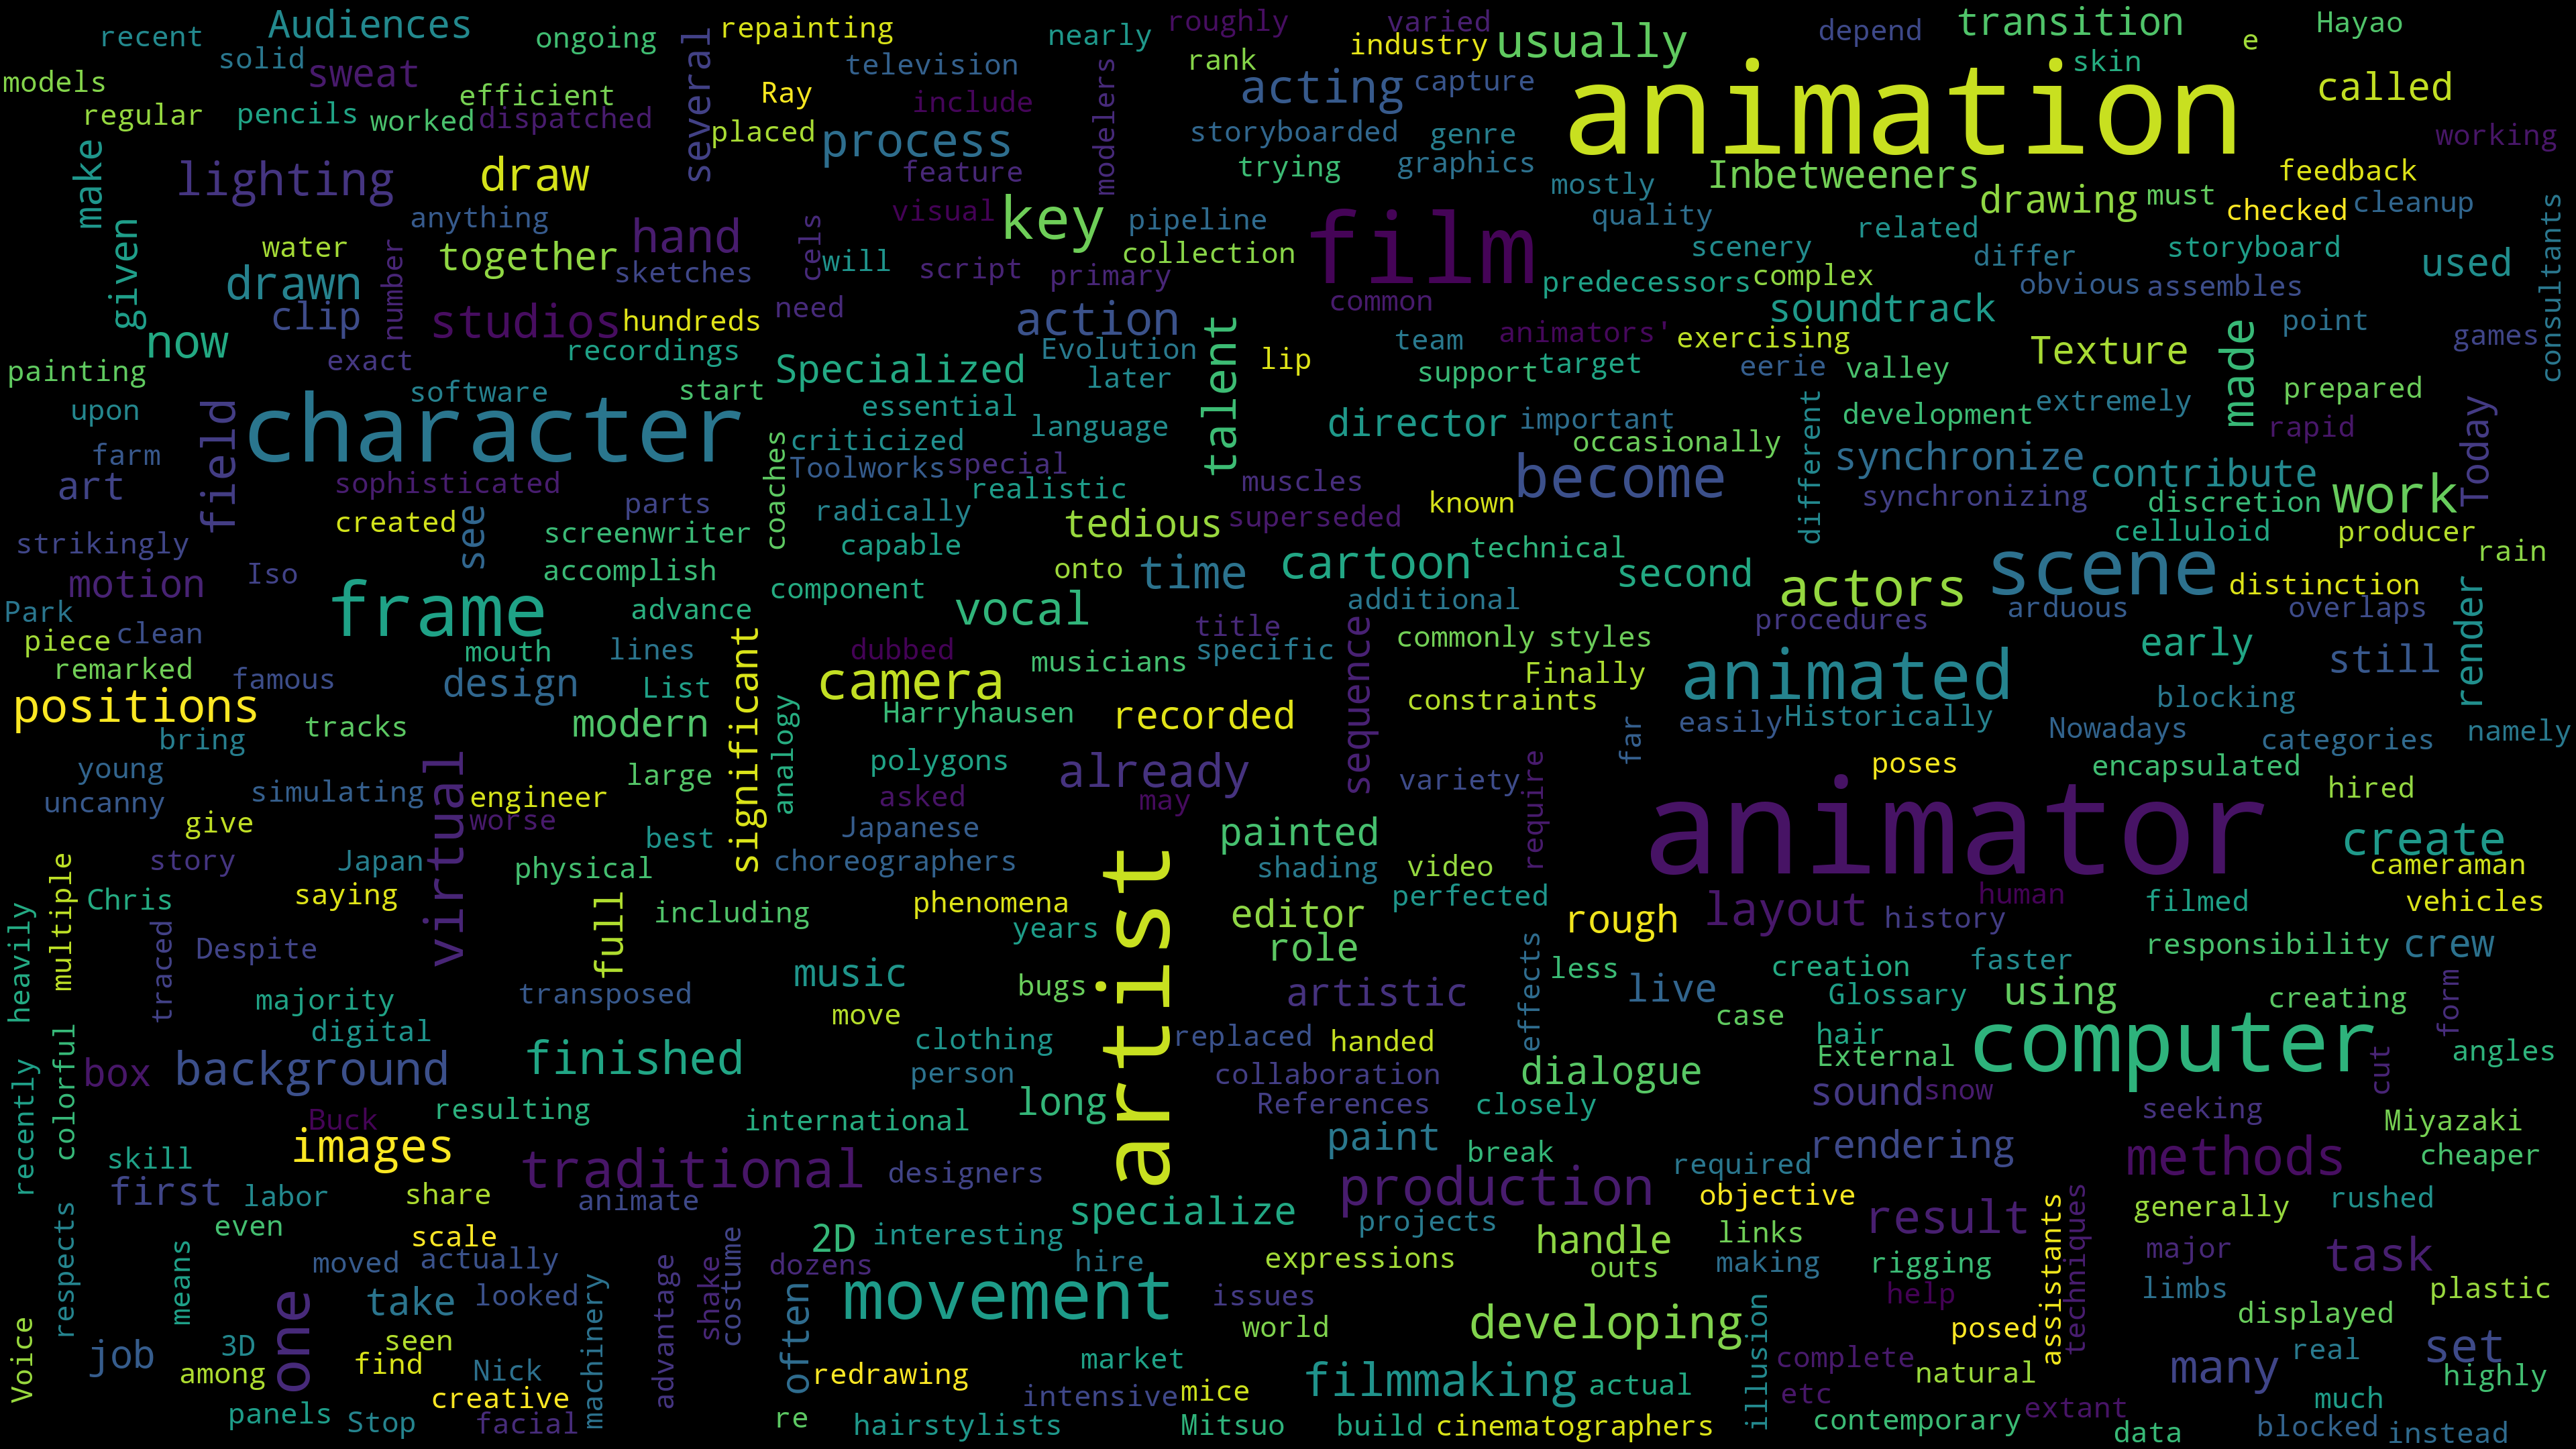 recent
Audiences
ongoing
repainting
nearly
roughly
varied
industry
usually
depend
transition
e
Hayao
solid
sweat
several
television
rank
acting
capture
animation
skin
called
models
regular
pencils
efficient
worked
dispatched
Ray
placed
include
process
modelers
storyboarded
genre
working
make
lighting
draw
feature
trying
graphics
mostly
Inbetweeners
drawing
must
feedback
checked
cleanup
consultants
given
anything
hand
visual
key
pipeline
film
quality
related
water
together
number
sketches
cels
will
script
primary
collection
scenery
differ
storyboard
used
drawn
clip
studios
hundreds
need
action
common
predecessors
complex
soundtrack
obvious
assembles
now
exact
recordings
Evolution
talent
team
animators'
exercising
made
point
games
painting
software
start
Specialized
later
lip
support
target
eerie
valley
Texture
prepared
upon
field
character
essential
language
director
important
different
development
extremely
rapid
Today
farm
art
coaches
criticized
Toolworks
special
occasionally
become
synchronize
contribute
sophisticated
parts
realistic
muscles
known
synchronizing
discretion
work
created
see
screenwriter
radically
tedious
superseded
celluloid
producer
strikingly
capable
technical
rain
motion
Iso
accomplish
component
onto
time
cartoon
second
actors
scene
distinction
render
Park
frame
advance
vocal
title
additional
procedures
arduous
overlaps
piece
clean
mouth
lines
significant
dubbed
musicians
specific
sequence
commonly
styles
early
still
remarked
famous
design
List
camera
Finally
animated
positions
bring
tracks
modern
analogy
Harryhausen
recorded
constraints
far
easily
Historically
blocking
Nowadays
categories
namely
young
uncanny
virtual
simulating
large
engineer
polygons
already
variety
require
poses
encapsulated
hired
give
worse
best
asked
may
Japanese
painted
animator
create
story
Japan
physical
choreographers
artist
shading
video
cameraman
multiple
heavily
Chris
saying
full
including
phenomena
perfected
human
layout
history
filmed
vehicles
traced
Despite
years
editor
role
rough
responsibility
crew
majority
transposed
music
bugs
artistic
effects
less
live
creation
faster
Glossary
using
creating
form
colorful
digital
move
clothing
replaced
handed
case
hair
External
computer
cut
angles
recently
box
background
finished
person
collaboration
dialogue
sound
snow
Buck
resulting
international
long
References
closely
seeking
Miyazaki
images
paint
break
rendering
methods
cheaper
skill
first
labor
traditional
designers
animate
share
production
required
objective
generally
rushed
respects
even
scale
specialize
projects
links
result
assistants
techniques
means
moved
actually
costume
2D
interesting
hire
expressions
handle
outs
making
rigging
major
task
advantage
shake
dozens
one
take
looked
machinery
often
movement
issues
illusion
help
limbs
plastic
Voice
job
3D
seen
world
developing
posed
displayed
among
find
Nick
redrawing
market
complete
natural
many
real
set
creative
intensive
mice
filmmaking
actual
etc
highly
much
panels
Stop
facial
re
hairstylists
Mitsuo
build
cinematographers
contemporary
extant
data
blocked
instead